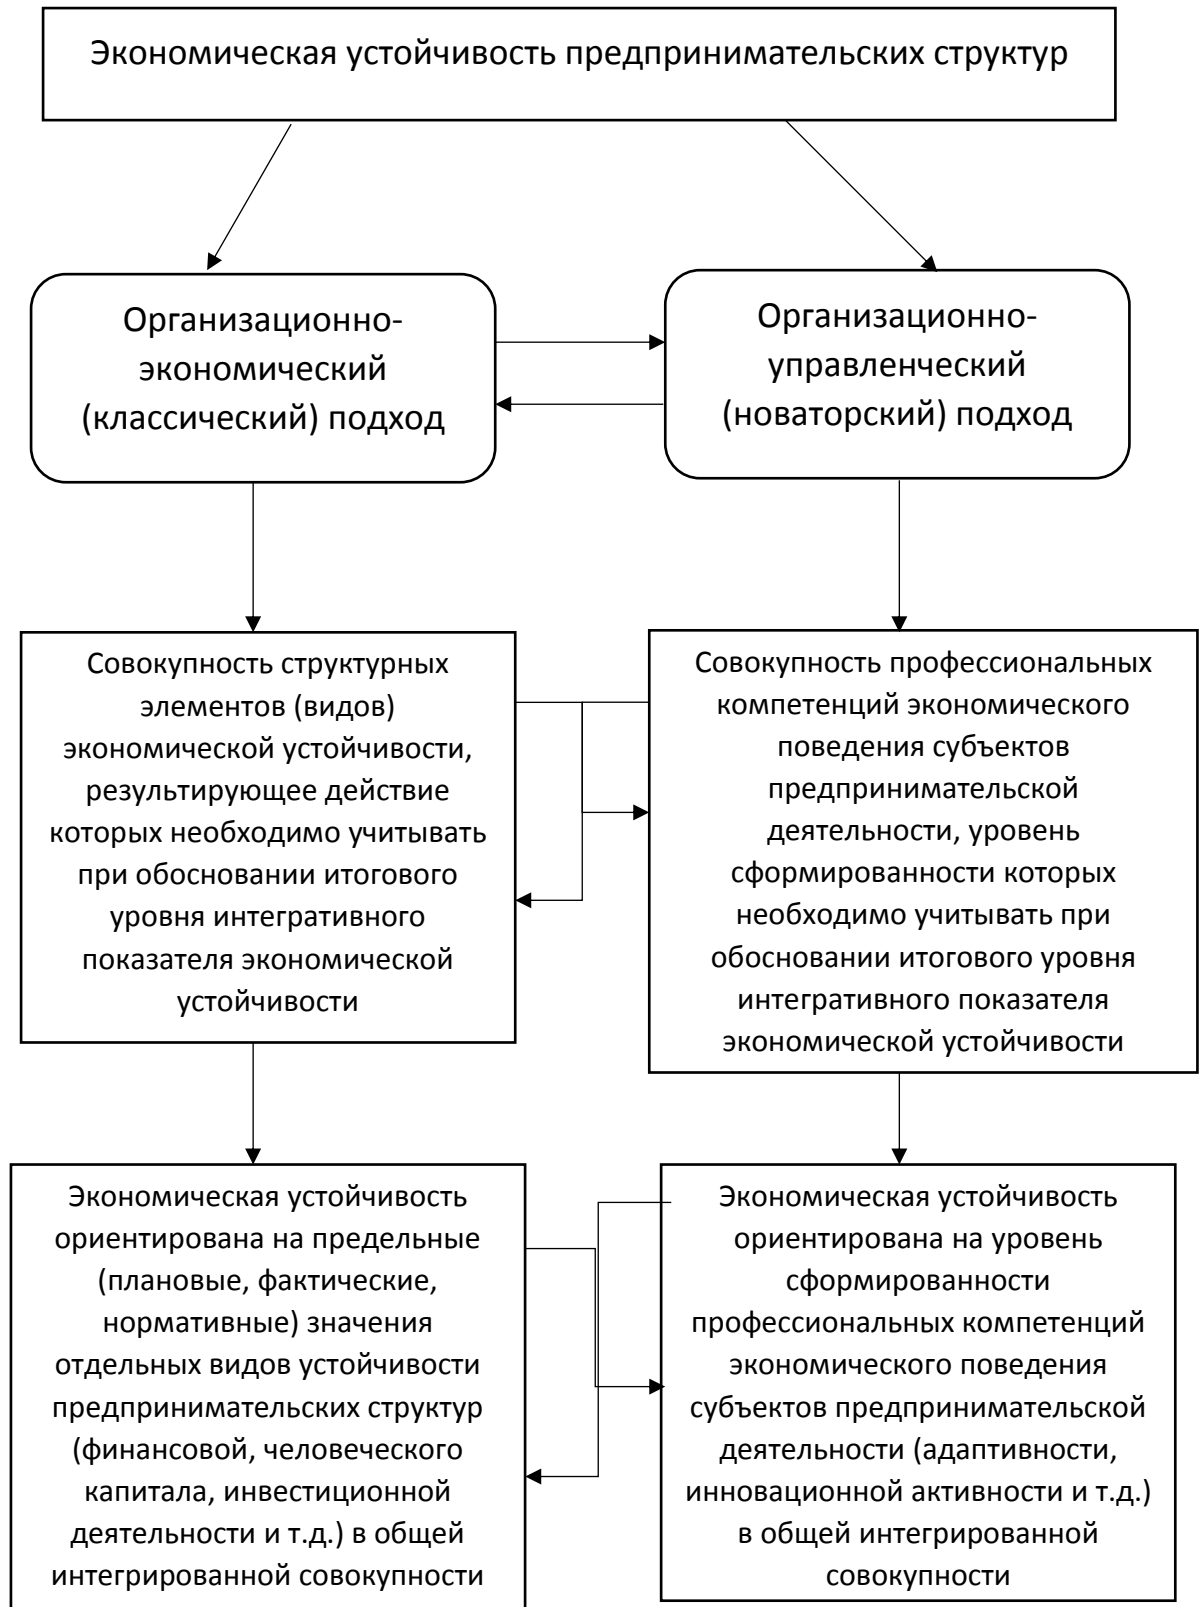 Экономическая устойчивость предпринимательских структур
Организационно-
экономический
(классический) подход
Организационно-
управленческий
(новаторский) подход
Совокупность структурных
элементов (видов)
экономической устойчивости,
результирующее действие
которых необходимо учитывать
при обосновании итогового
уровня интегративного
показателя экономической
устойчивости
Совокупность профессиональных
компетенций экономического
поведения субъектов
предпринимательской
деятельности, уровень
сформированности которых
необходимо учитывать при
обосновании итогового уровня
интегративного показателя
экономической устойчивости
Экономическая устойчивость
ориентирована на предельные
(плановые, фактические,
нормативные) значения
отдельных видов устойчивости
предпринимательских структур
(финансовой, человеческого
капитала, инвестиционной
деятельности и т.д.) в общей
интегрированной совокупности
Экономическая устойчивость
ориентирована на уровень
сформированности
профессиональных компетенций
экономического поведения
субъектов предпринимательской
деятельности (адаптивности,
инновационной активности и т.д.)
в общей интегрированной
совокупности